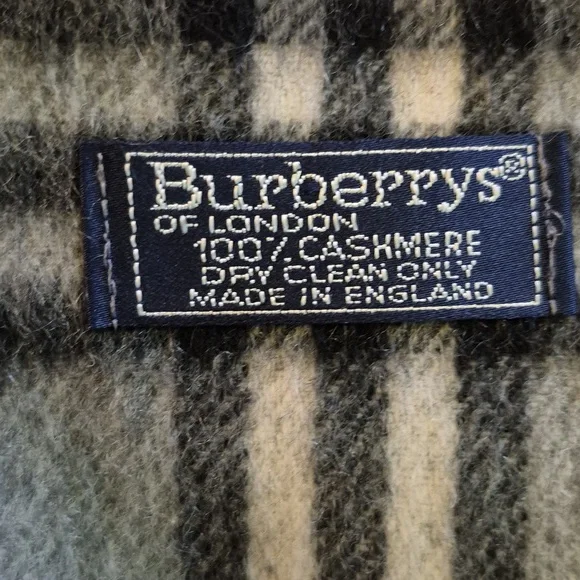 Burberrys®
OF LONDON
100% CASHMERE
DRY CLEAN ONLY
MADE IN ENGLAND